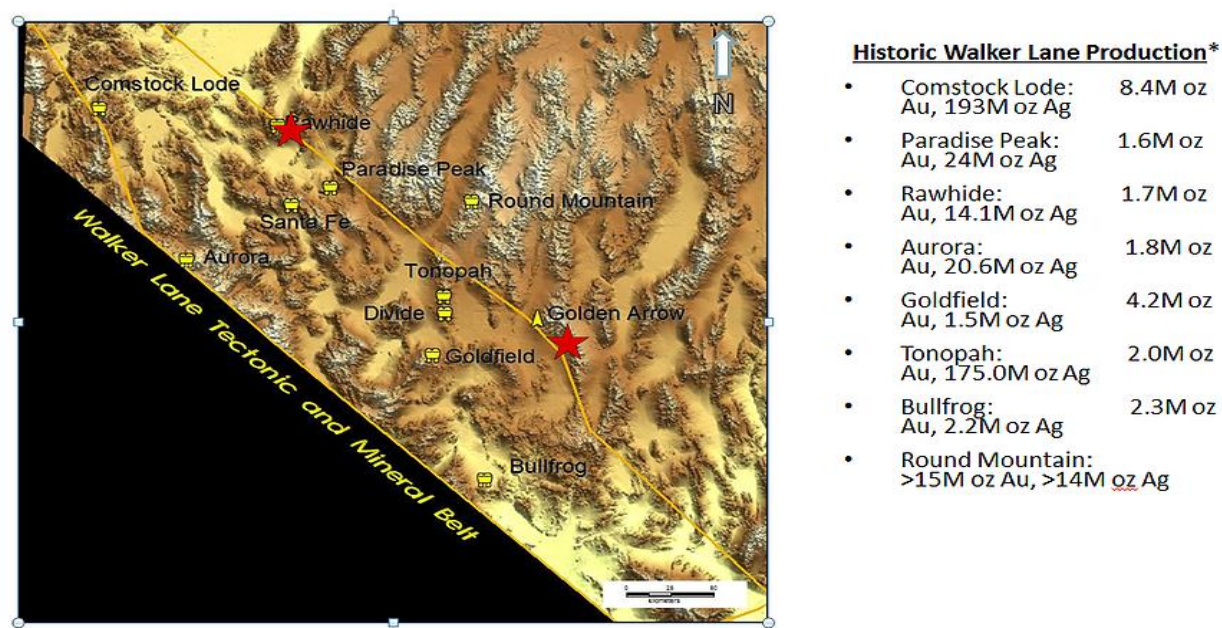 Comstock Lode
Rawhide
Paradise Peak
Round Mountain
Santa Fe
Aurora
Tonopah
Divide
Golden Arrow
Goldfield
Bullfrog
Walker Lane Tectonic and Mineral Belt
N
kilometers
Historic Walker Lane Production*
• Comstock Lode: 8.4M oz
Au, 193M oz Ag
• Paradise Peak: 1.6M oz
Au, 24M oz Ag
• Rawhide: 1.7M oz
Au, 14.1M oz Ag
• Aurora: 1.8M oz
Au, 20.6M oz Ag
• Goldfield: 4.2M oz
Au, 1.5M oz Ag
• Tonopah: 2.0M oz
Au, 175.0M oz Ag
• Bullfrog: 2.3M oz
Au, 2.2M oz Ag
• Round Mountain:
>15M oz Au, >14M oz Ag